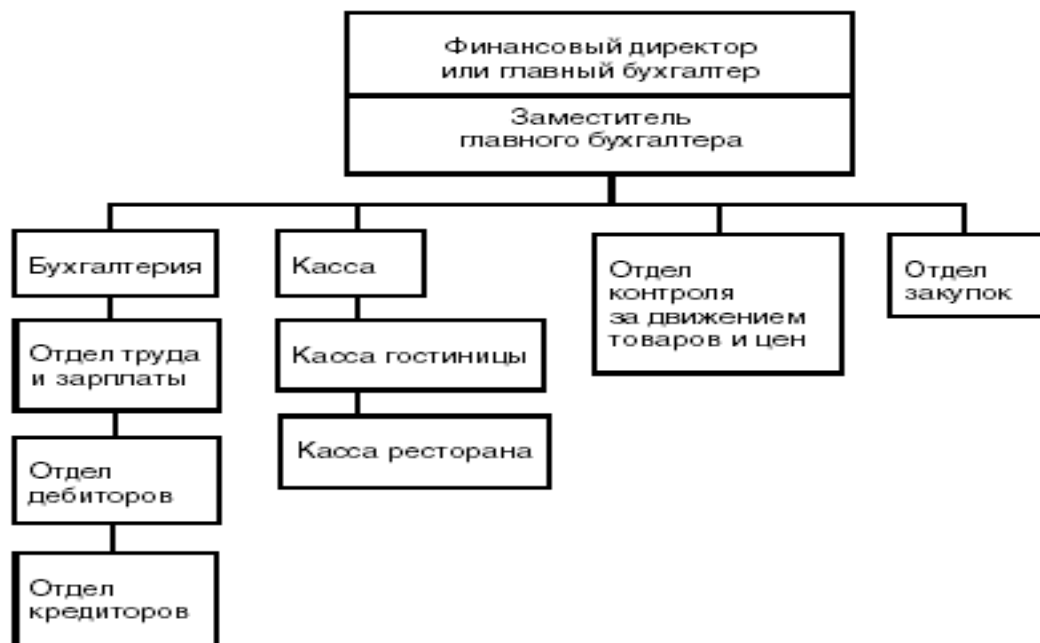 Финансовый директор
или главный бухгалтер
Заместитель
главного бухгалтера
Бухгалтерия
Касса
Отдел
контроля
за движением
товаров и цен
Отдел
закупок
Отдел труда
и зарплаты
Касса гостиницы
Касса ресторана
Отдел
дебиторов
Отдел
кредиторов